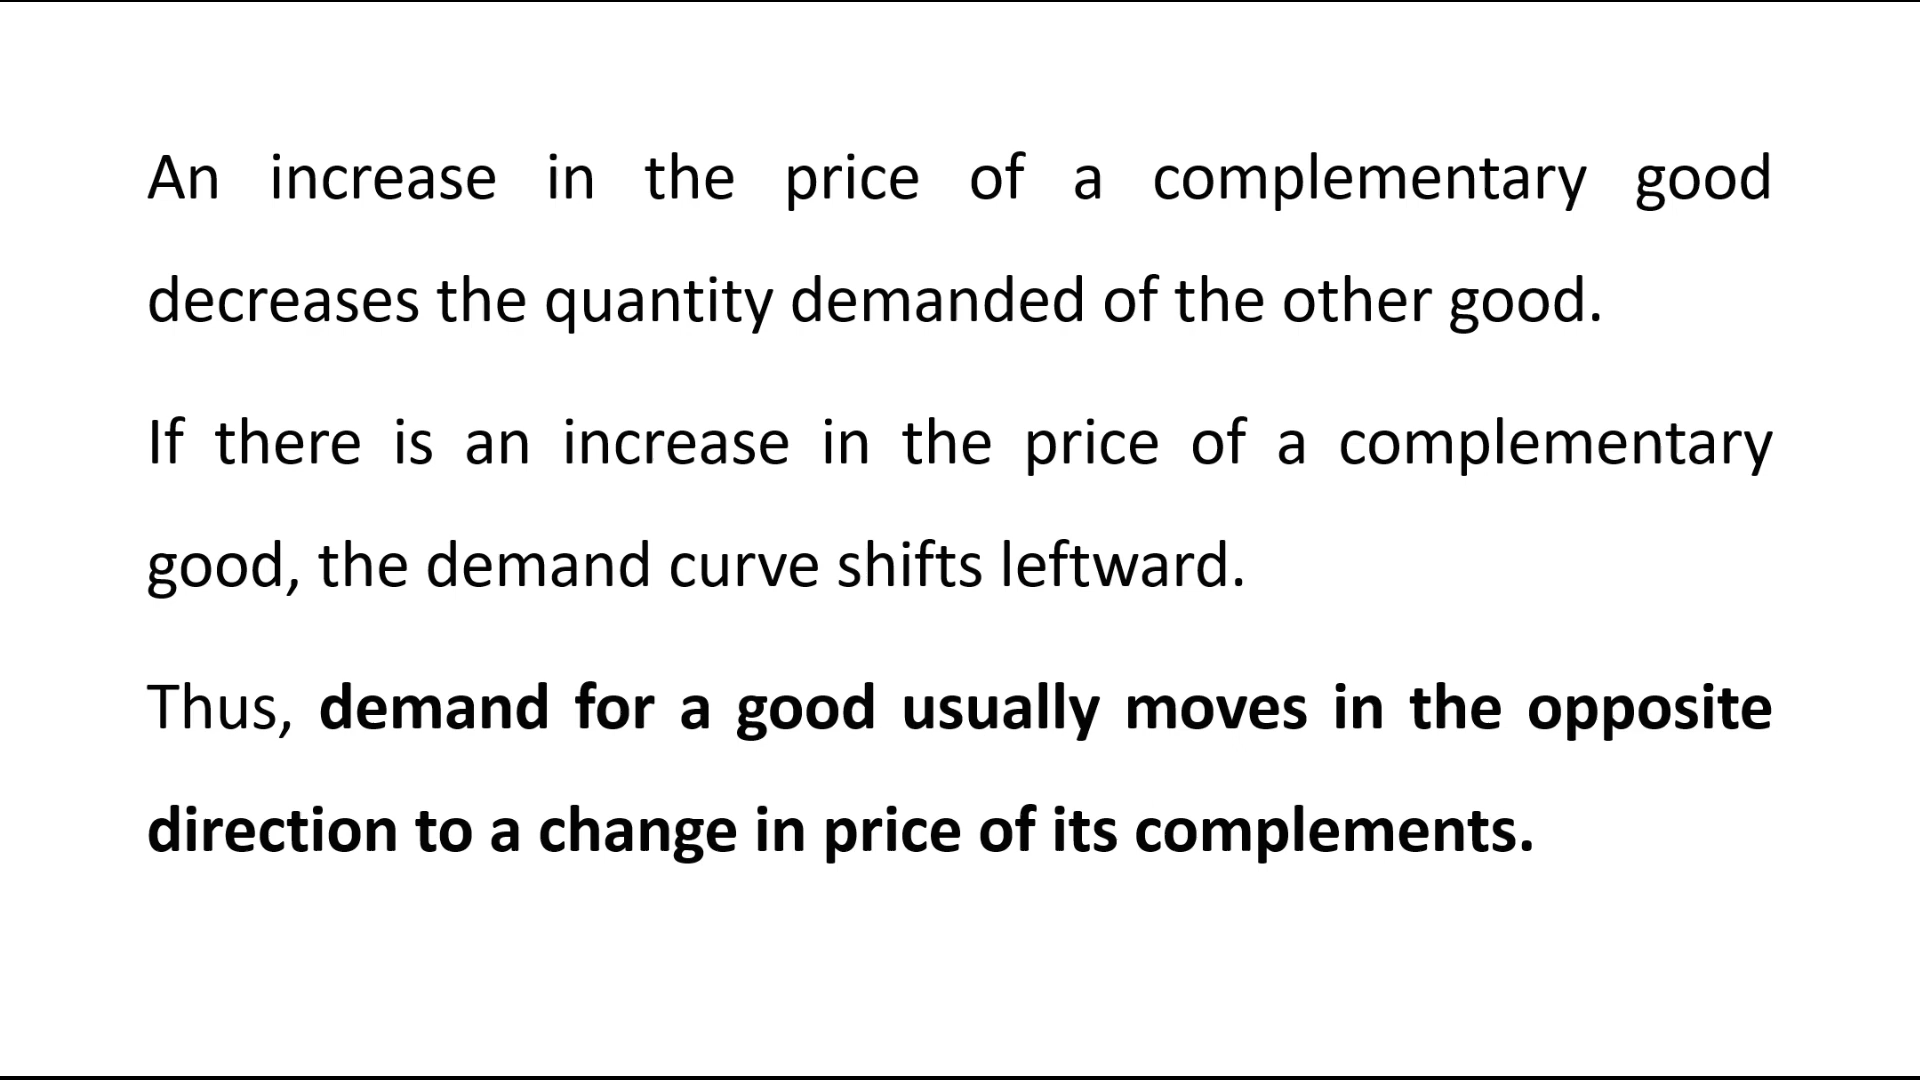 An increase in the price of a complementary good
decreases the quantity demanded of the other good.
If there is an increase in the price of a complementary
good, the demand curve shifts leftward.
Thus, demand for a good usually moves in the opposite
direction to a change in price of its complements.